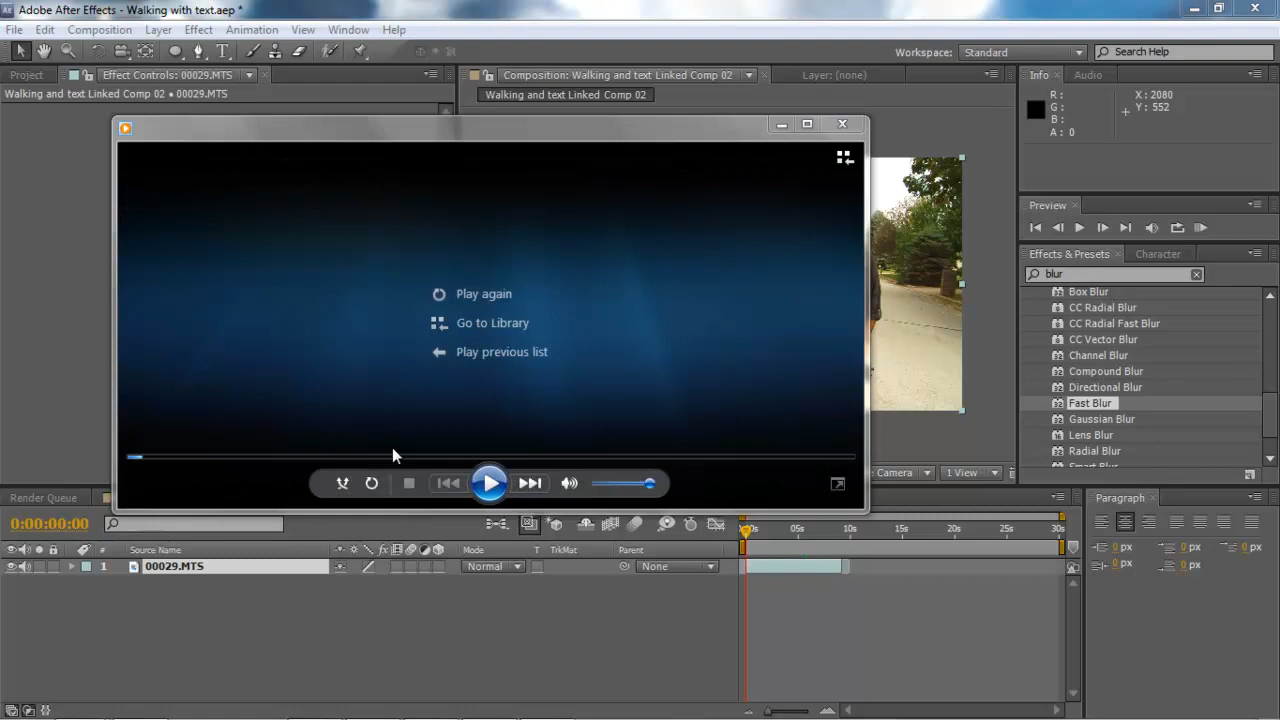 Adobe After Effects - Walking with text.aep *
File Edit Composition Layer Effect Animation View Window Help
Workspace: Standard Search Help
Project Effect Controls: 00029.MTS Composition: Walking and text Linked Comp 02 Layer: (none) Info Audio
Walking and text Linked Comp 02 • 00029.MTS
Walking and text Linked Comp 02
R :
G :
B :
A : 0
X : 2080
Y : 552
Preview
Effects & Presets Character
blur
Box Blur
CC Radial Blur
CC Radial Fast Blur
CC Vector Blur
Channel Blur
Compound Blur
Directional Blur
Fast Blur
Gaussian Blur
Lens Blur
Radial Blur
Smart Blur
Play again
Go to Library
Play previous list
Camera 1 View
Render Queue Paragraph
0:00:00:00
05s 10s 15s 20s 25s 30s
# Source Name Mode T TrkMat Parent
1 00029.MTS Normal None
0 px 0 px 0 px
0 px 0 px